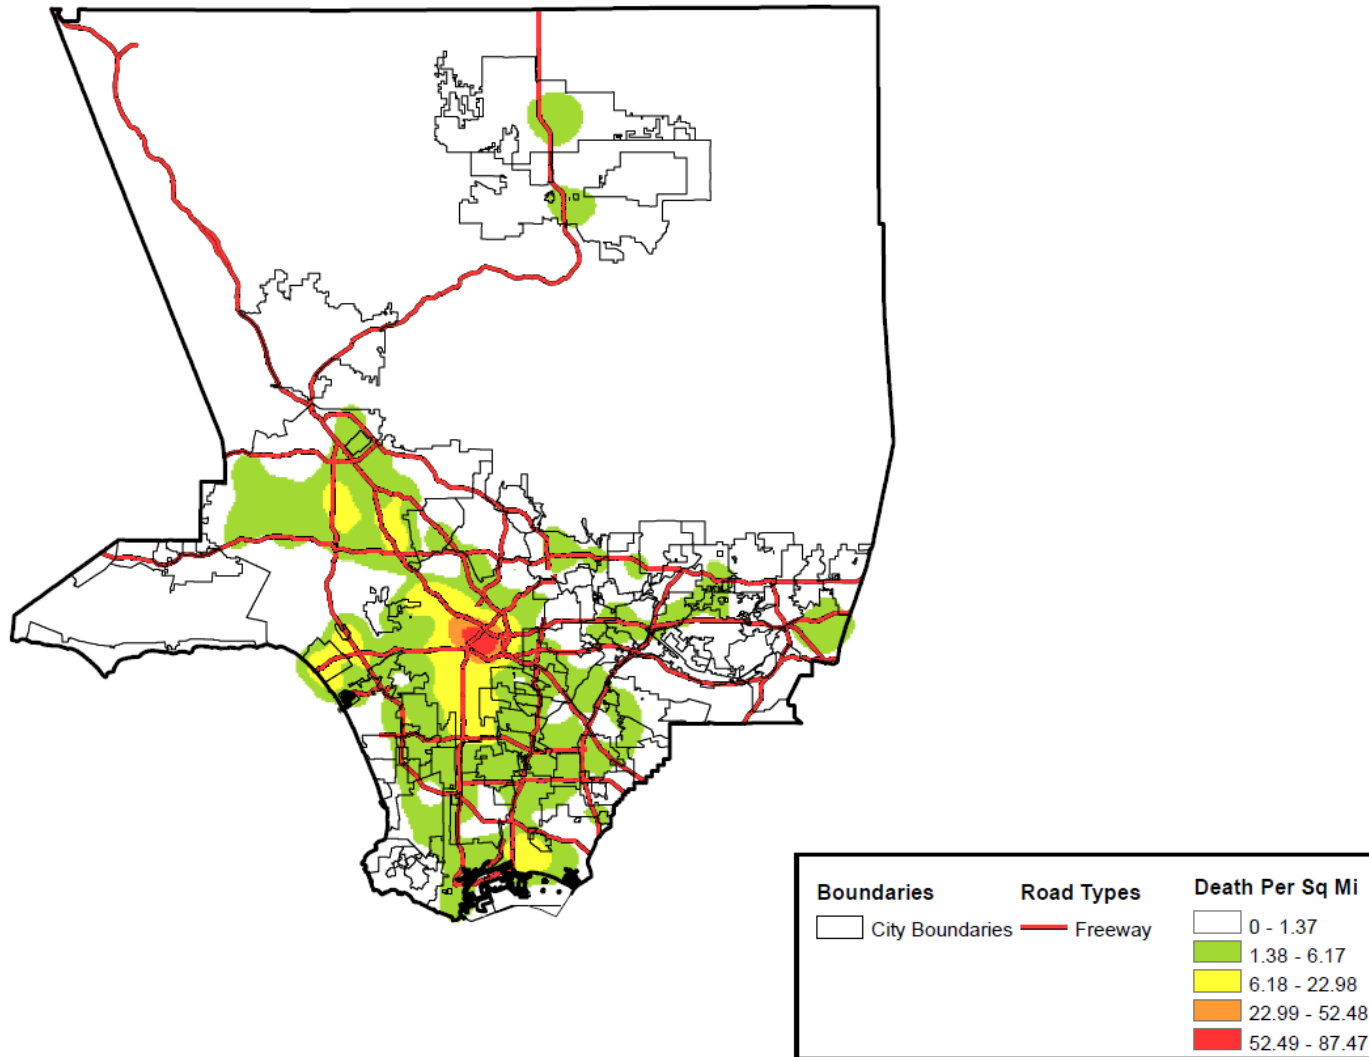 Boundaries
City Boundaries
Road Types
Freeway
Death Per Sq Mi
0 - 1.37
1.38 - 6.17
6.18 - 22.98
22.99 - 52.48
52.49 - 87.47